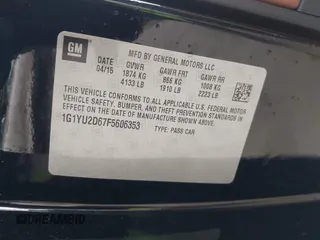 GM
MFD BY GENERAL MOTORS LLC
04/15 GVWR GAWR FRT GAWR RR
1874 KG 866 KG 1008 KG
4133 LB 1910 LB 2223 LB
THIS VEHICLE CONFORMS TO ALL APPLICABLE U.S. FEDERAL MOTOR
VEHICLE SAFETY, BUMPER, AND THEFT PREVENTION STANDARDS IN
EFFECT ON THE DATE OF MANUFACTURE SHOWN ABOVE.
1G1YU2D67F5606353 TYPE: PASS CAR
DREAMBID